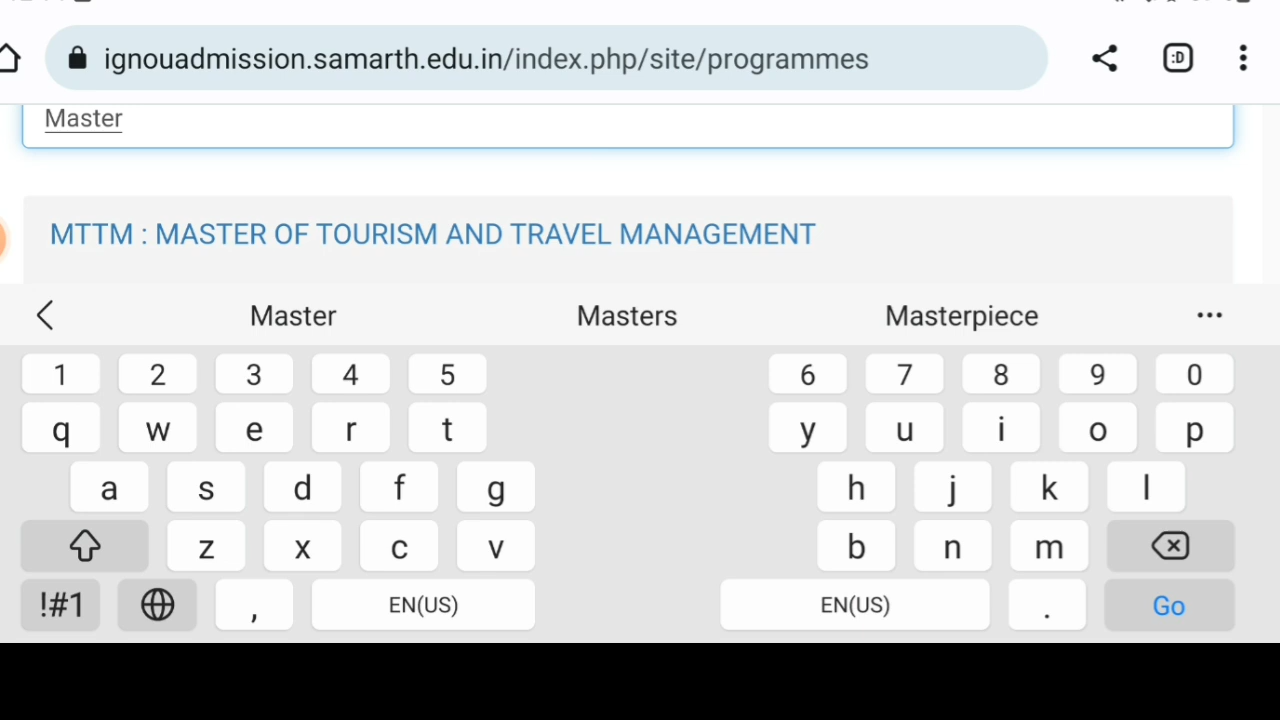 ignouadmission.samarth.edu.in/index.php/site/programmes
:D
Master
MTTM : MASTER OF TOURISM AND TRAVEL MANAGEMENT
Master Masters Masterpiece
1 2 3 4 5 6 7 8 9 0
q w e r t y u i o p
a s d f g h j k l
z x c v b n m
!#1 , EN(US) EN(US) . Go